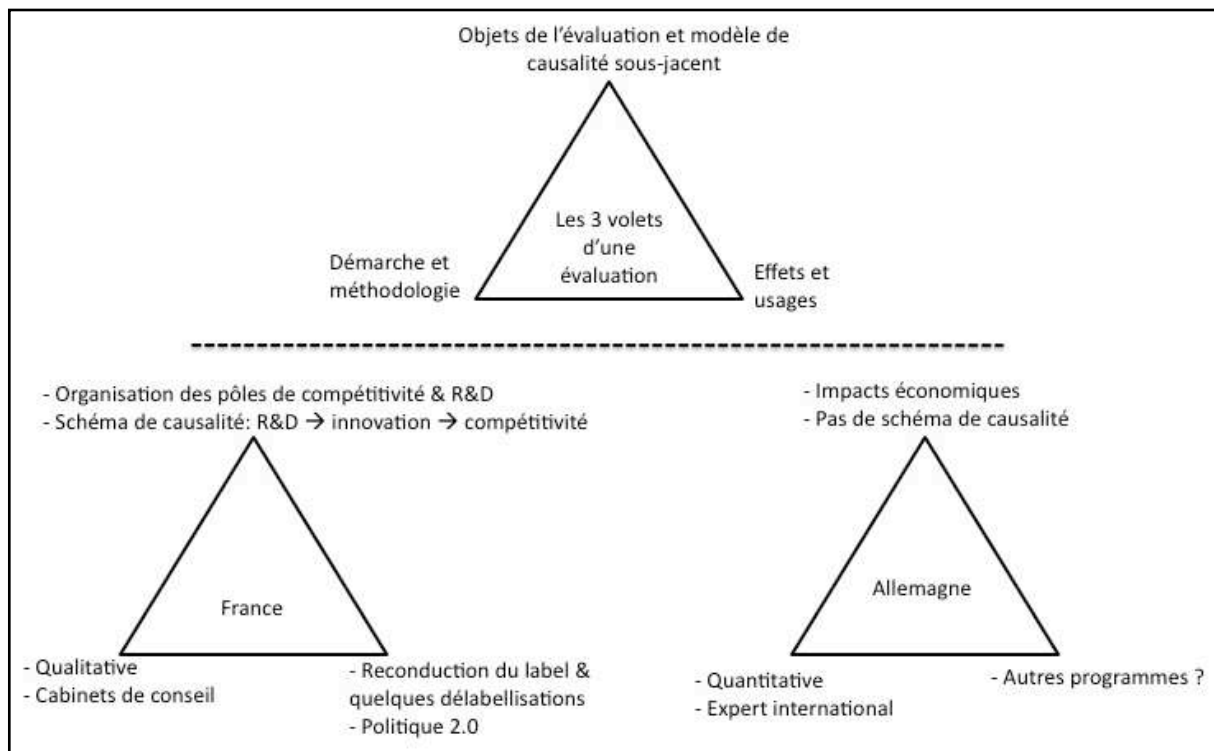 Objets de l'évaluation et modèle de
causalité sous-jacent
Les 3 volets
d'une
évaluation
Démarche et
méthodologie
Effets et
usages
- Organisation des pôles de compétitivité & R&D
- Schéma de causalité: R&D → innovation → compétitivité
France
- Qualitative
- Cabinets de conseil
- Reconduction du label &
quelques délabellisations
- Politique 2.0
- Impacts économiques
- Pas de schéma de causalité
Allemagne
- Quantitative
- Expert international
- Autres programmes ?